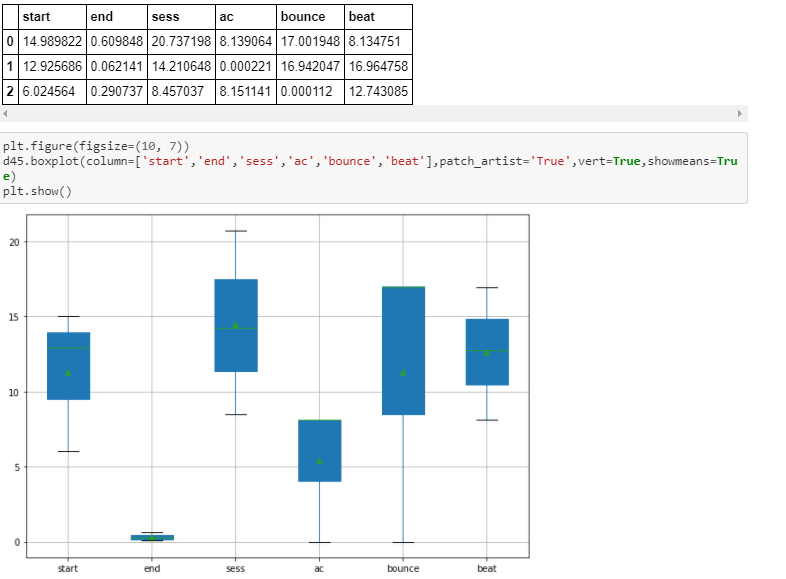 start end sess ac bounce beat
0 14.989822 0.609848 20.737198 8.139064 17.001948 8.134751
1 12.925686 0.062141 14.210648 0.000221 16.942047 16.964758
2 6.024564 0.290737 8.457037 8.151141 0.000112 12.743085
plt.figure(figsize=(10, 7))
d45.boxplot(column=['start','end','sess','ac','bounce','beat'],patch_artist='True',vert=True,showmeans=Tru
e)
plt.show()
20
15
10
5
0
start end sess ac bounce beat